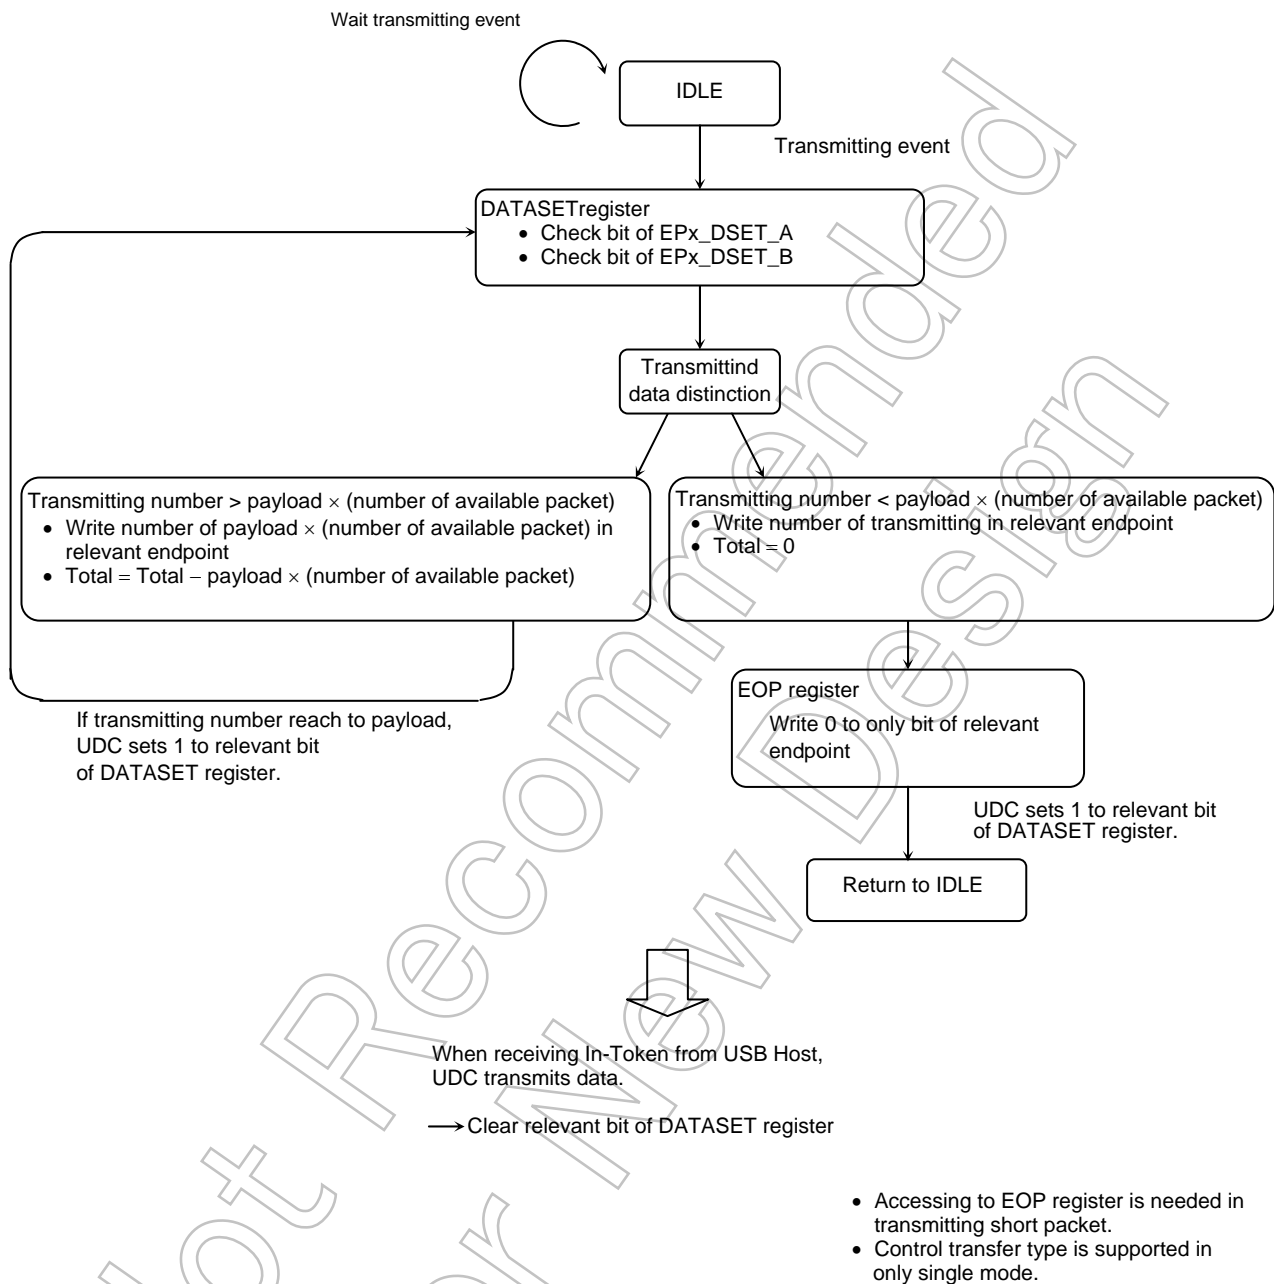 Wait transmitting event
IDLE
Transmitting event
DATASETregister
• Check bit of EPx_DSET_A
• Check bit of EPx_DSET_B
Transmittind
data distinction
Transmitting number > payload × (number of available packet)
• Write number of payload × (number of available packet) in
relevant endpoint
• Total = Total − payload × (number of available packet)
Transmitting number < payload × (number of available packet)
• Write number of transmitting in relevant endpoint
• Total = 0
If transmitting number reach to payload,
UDC sets 1 to relevant bit
of DATASET register.
EOP register
Write 0 to only bit of relevant
endpoint
UDC sets 1 to relevant bit
of DATASET register.
Return to IDLE
When receiving In-Token from USB Host,
UDC transmits data.
Clear relevant bit of DATASET register
• Accessing to EOP register is needed in
transmitting short packet.
• Control transfer type is supported in
only single mode.
Not Recommended
for New Design